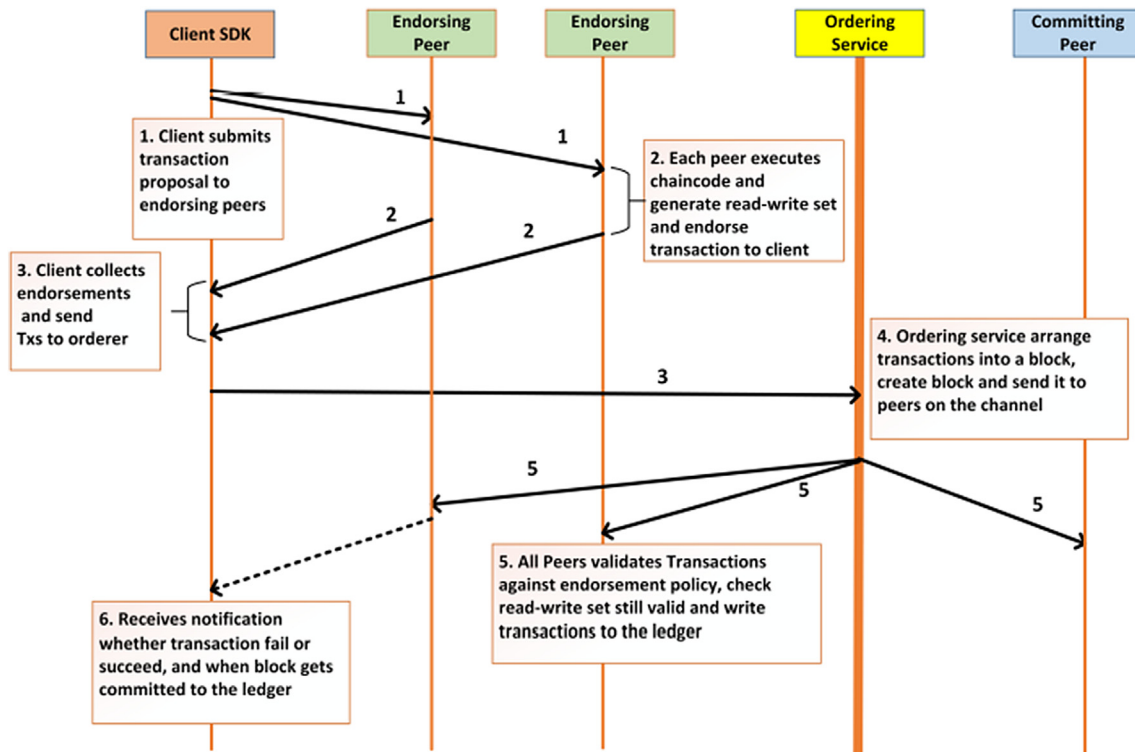 Client SDK
Endorsing
Peer
Endorsing
Peer
Ordering
Service
Committing
Peer
1
1
1. Client submits
transaction
proposal to
endorsing peers
2. Each peer executes
chaincode and
generate read-write set
and endorse
transaction to client
2
2
3. Client collects
endorsements
and send
Txs to orderer
3
4. Ordering service arrange
transactions into a block,
create block and send it to
peers on the channel
5
5
5
5. All Peers validates Transactions
against endorsement policy, check
read-write set still valid and write
transactions to the ledger
6. Receives notification
whether transaction fail or
succeed, and when block gets
committed to the ledger